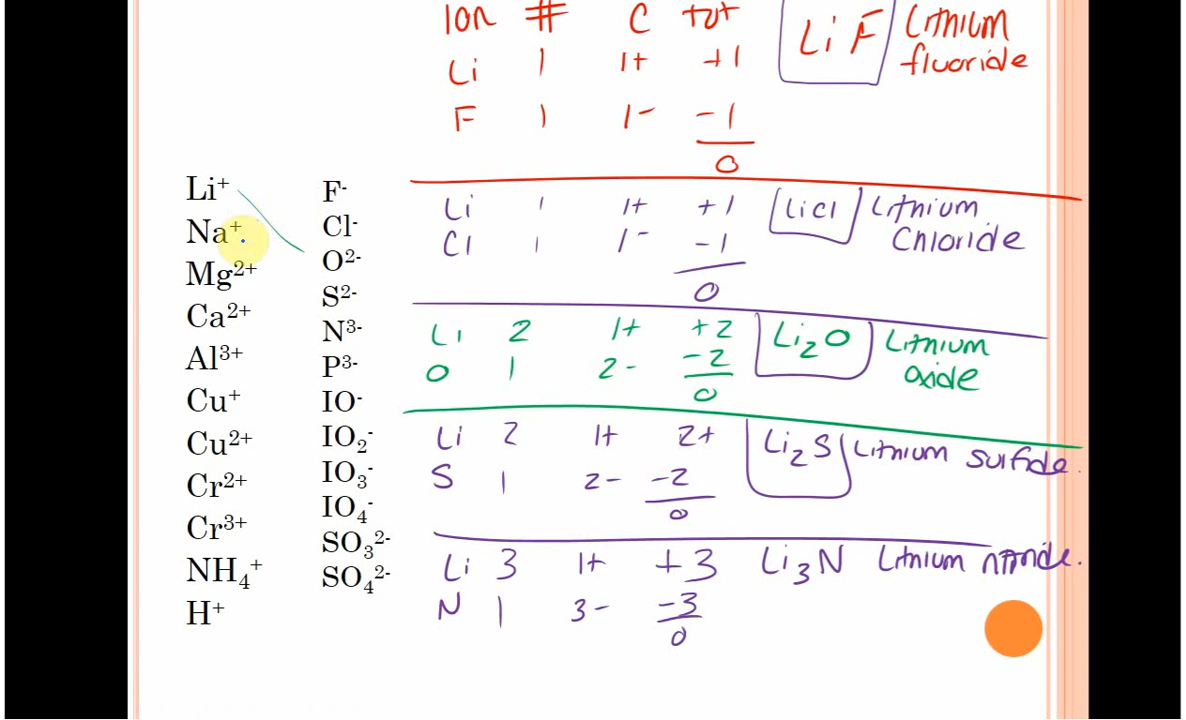 Ion # C tot
Li 1 1+ +1
F 1 1- -1
0
LiF Lithium
fluoride
Li⁺
Na⁺
Mg²⁺
Ca²⁺
Al³⁺
Cu⁺
Cu²⁺
Cr²⁺
Cr³⁺
NH₄⁺
H⁺
F⁻
Cl⁻
O²⁻
S²⁻
N³⁻
P³⁻
IO⁻
IO₂⁻
IO₃⁻
IO₄⁻
SO₃²⁻
SO₄²⁻
Li 1 1+ +1
Cl 1 1- -1
0
LiCl Lithium
Chloride
Li 2 1+ +2
O 1 2- -2
0
Li₂O Lithium
oxide
Li 2 1+ 2+
S 1 2- -2
0
Li₂S Lithium sulfide.
Li 3 1+ +3 Li₃N Lithium nitride.
N 1 3- -3
0